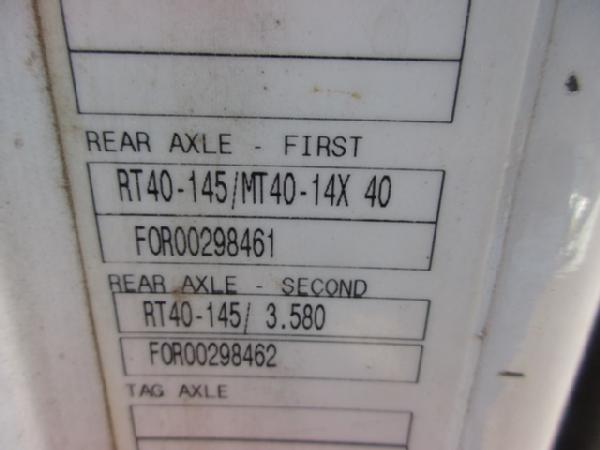 REAR AXLE - FIRST
RT40-145/MT40-14X 40
FOR00298461
REAR AXLE - SECOND
RT40-145/ 3.580
FOR00298462
TAG AXLE